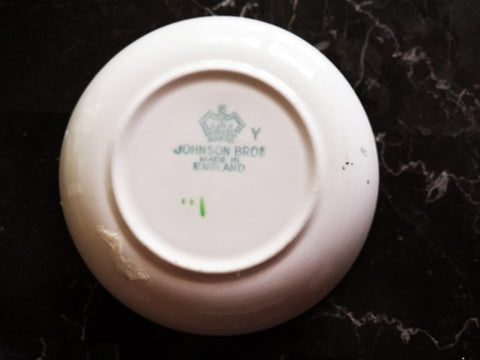 Y
JOHNSON BROS
MADE IN
ENGLAND